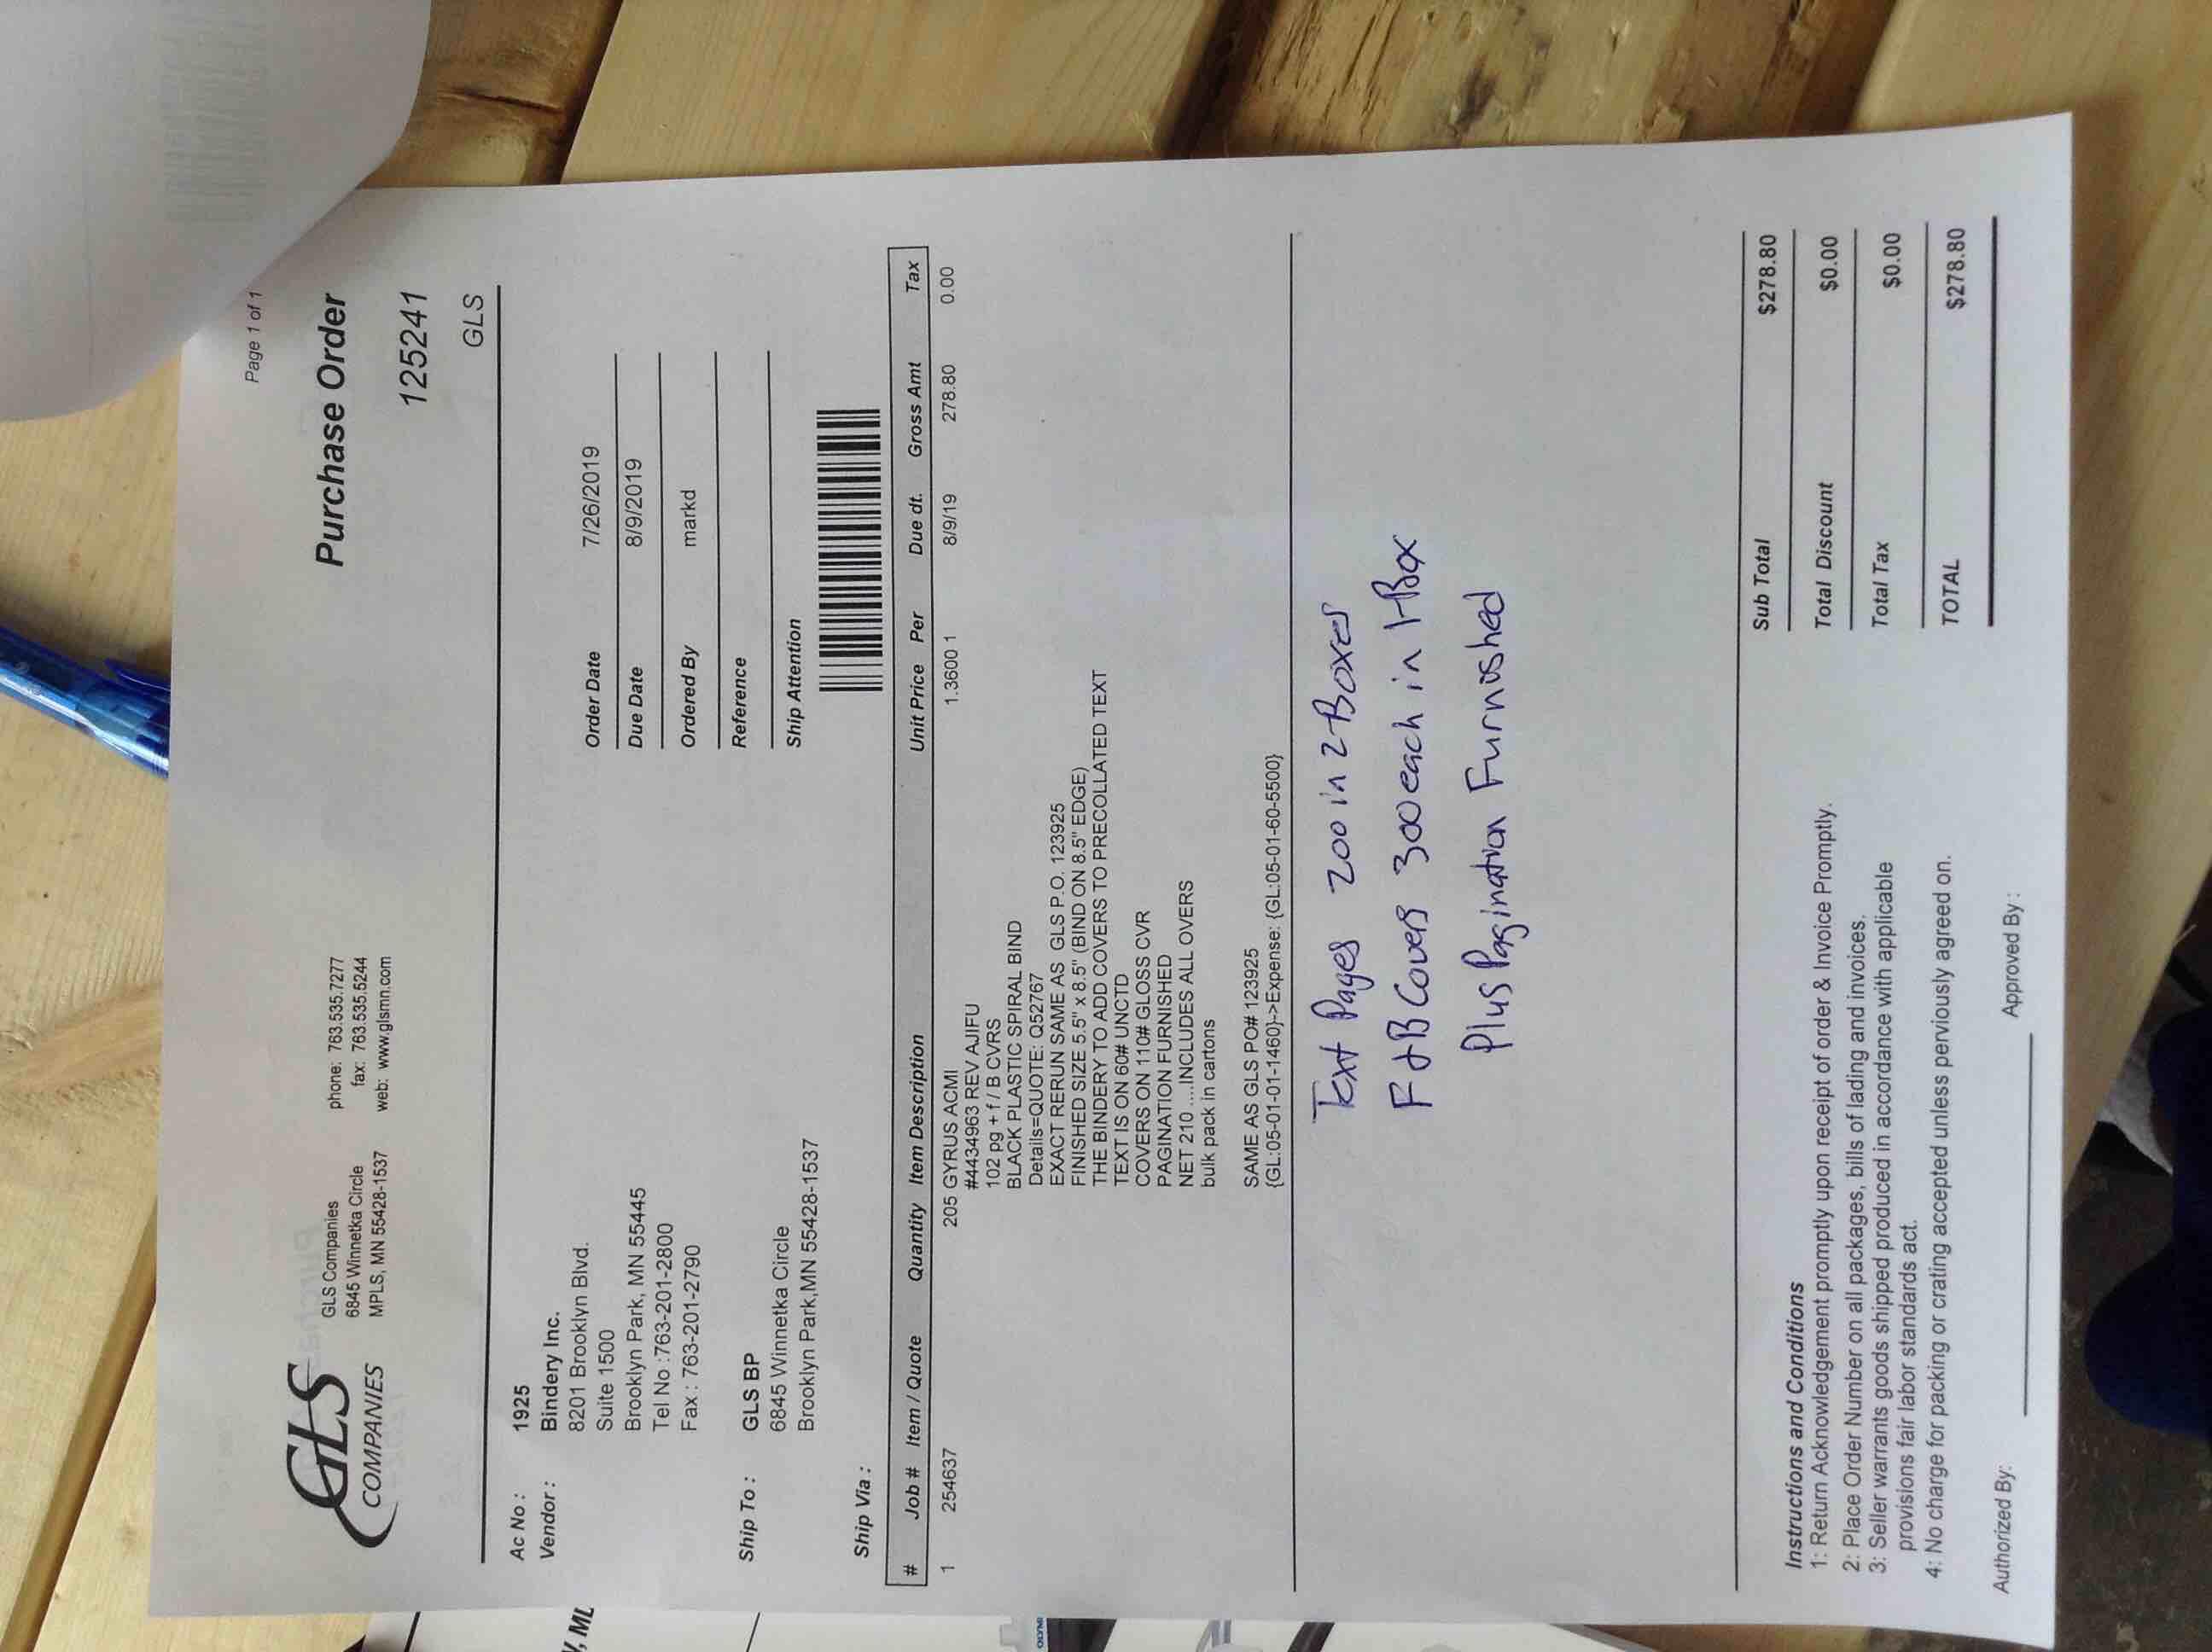 Page 1 of 1
GLS
COMPANIES
GLS Companies
6845 Winnetka Circle
MPLS, MN 55428-1537
phone: 763.535.7277
fax: 763.535.5244
web: www.glsmn.com
Purchase Order
125241
GLS
Ac No : 1925
Vendor : Bindery Inc.
8201 Brooklyn Blvd.
Suite 1500
Brooklyn Park, MN 55445
Tel No :763-201-2800
Fax : 763-201-2790
Order Date 7/26/2019
Due Date 8/9/2019
Ordered By markd
Reference
Ship Attention
Ship To : GLS BP
6845 Winnetka Circle
Brooklyn Park,MN 55428-1537
Ship Via :
# Job # Item / Quote Quantity Item Description Unit Price Per Due dt. Gross Amt Tax
1 254637 205 GYRUS ACMI 1.3600 1 8/9/19 278.80 0.00
#4434963 REV AJIFU
102 pg + f / B CVRS
BLACK PLASTIC SPIRAL BIND
Details=QUOTE: Q52767
EXACT RERUN SAME AS GLS P.O. 123925
FINISHED SIZE 5.5" x 8.5" (BIND ON 8.5" EDGE)
THE BINDERY TO ADD COVERS TO PRECOLLATED TEXT
TEXT IS ON 60# UNCTD
COVERS ON 110# GLOSS CVR
PAGINATION FURNISHED
NET 210 ....INCLUDES ALL OVERS
bulk pack in cartons
SAME AS GLS PO# 123925
{GL:05-01-01-1460}->Expense: {GL:05-01-60-5500}
Text Pages 200 in 2-Boxes
F & B Covers 300 each in 1-Box
Plus Pagination Furnoshed
Sub Total $278.80
Total Discount $0.00
Total Tax $0.00
TOTAL $278.80
Instructions and Conditions
1: Return Acknowledgement promptly upon receipt of order & Invoice Promptly.
2: Place Order Number on all packages, bills of lading and invoices.
3: Seller warrants goods shipped produced in accordance with applicable
provisions fair labor standards act.
4: No charge for packing or crating accepted unless perviously agreed on.
Authorized By:
Approved By :